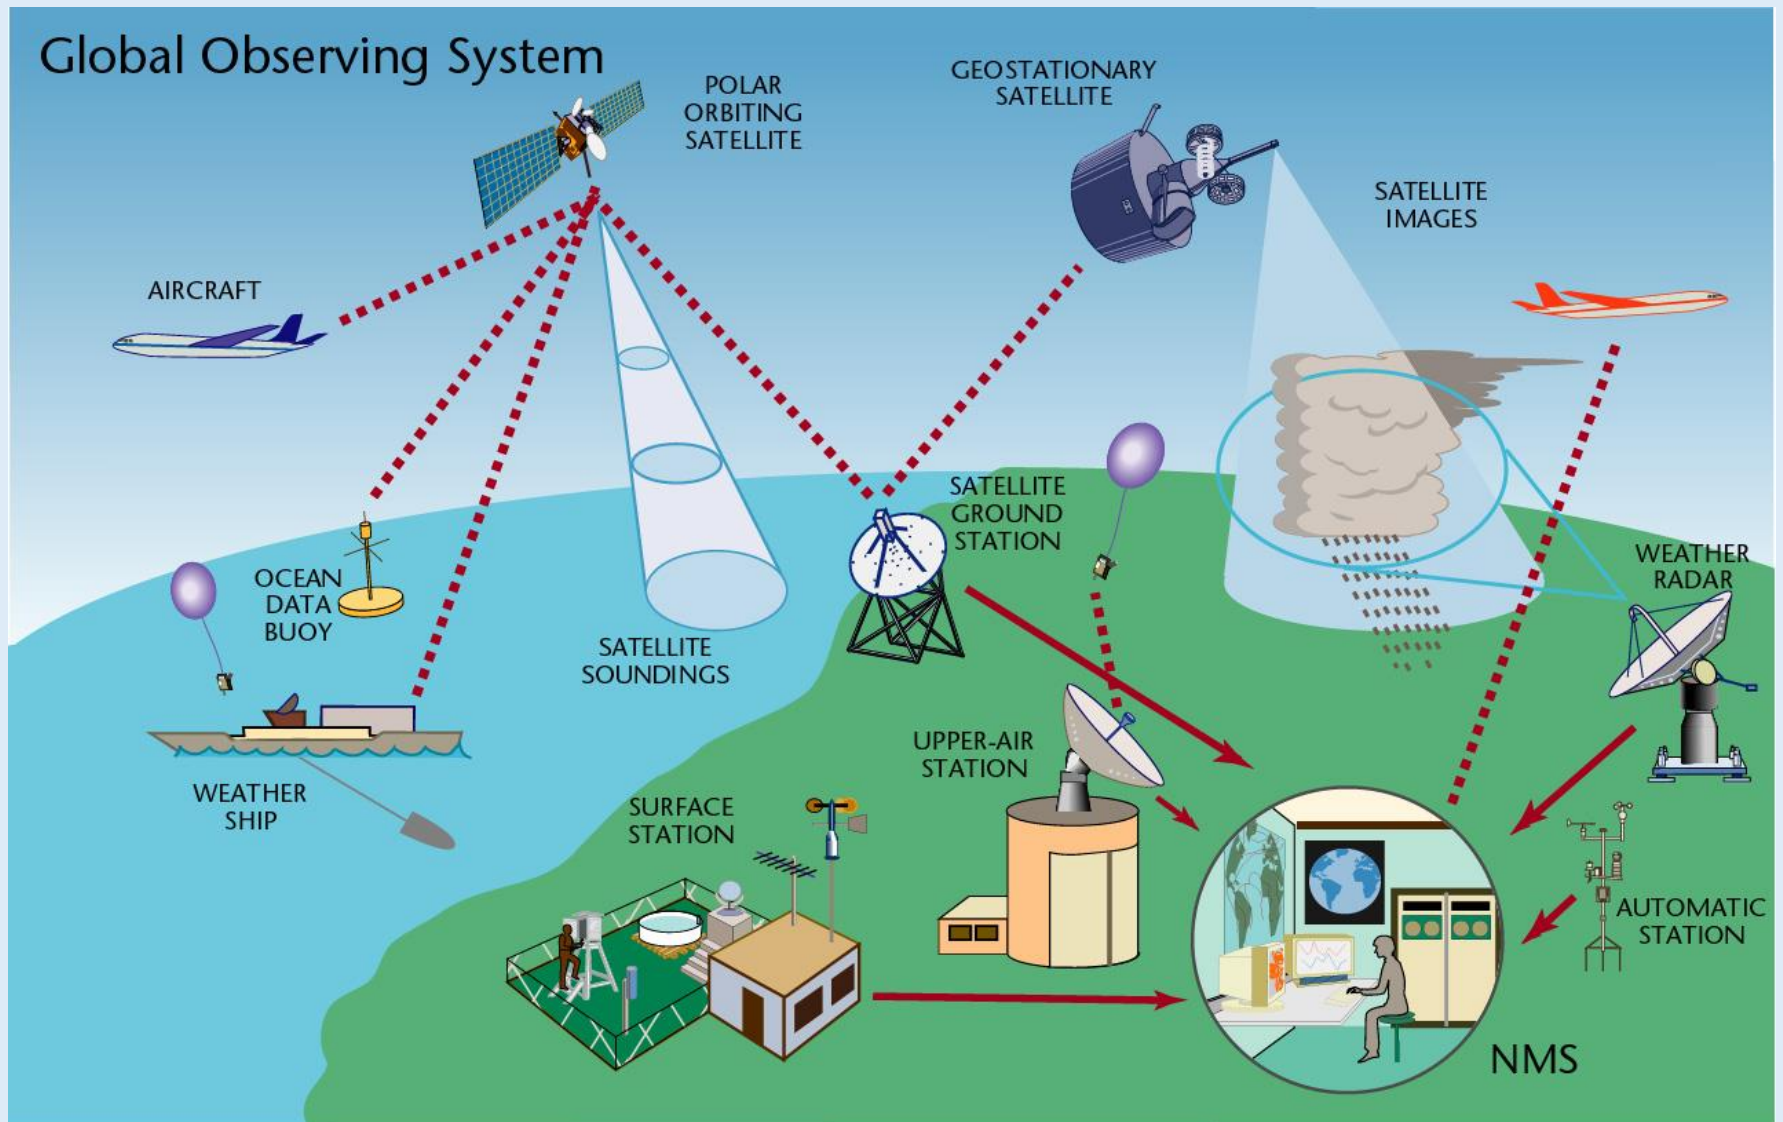 Global Observing System
POLAR
ORBITING
SATELLITE
GEOSTATIONARY
SATELLITE
SATELLITE
IMAGES
AIRCRAFT
SATELLITE
GROUND
STATION
WEATHER
RADAR
OCEAN
DATA
BUOY
SATELLITE
SOUNDINGS
UPPER-AIR
STATION
WEATHER
SHIP
SURFACE
STATION
AUTOMATIC
STATION
NMS